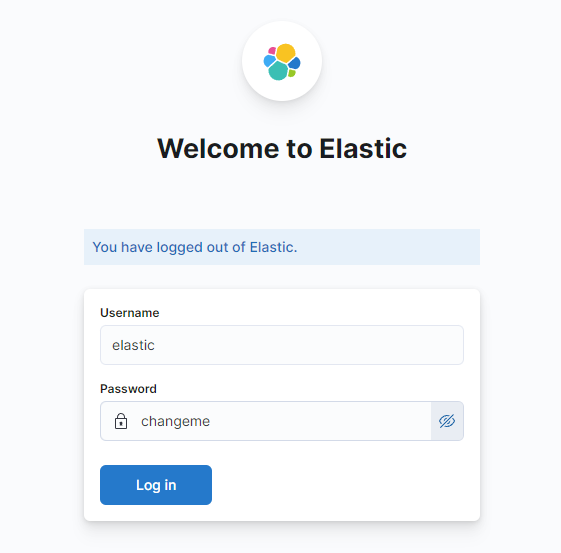 Welcome to Elastic
You have logged out of Elastic.
Username
elastic
Password
changeme
Log in